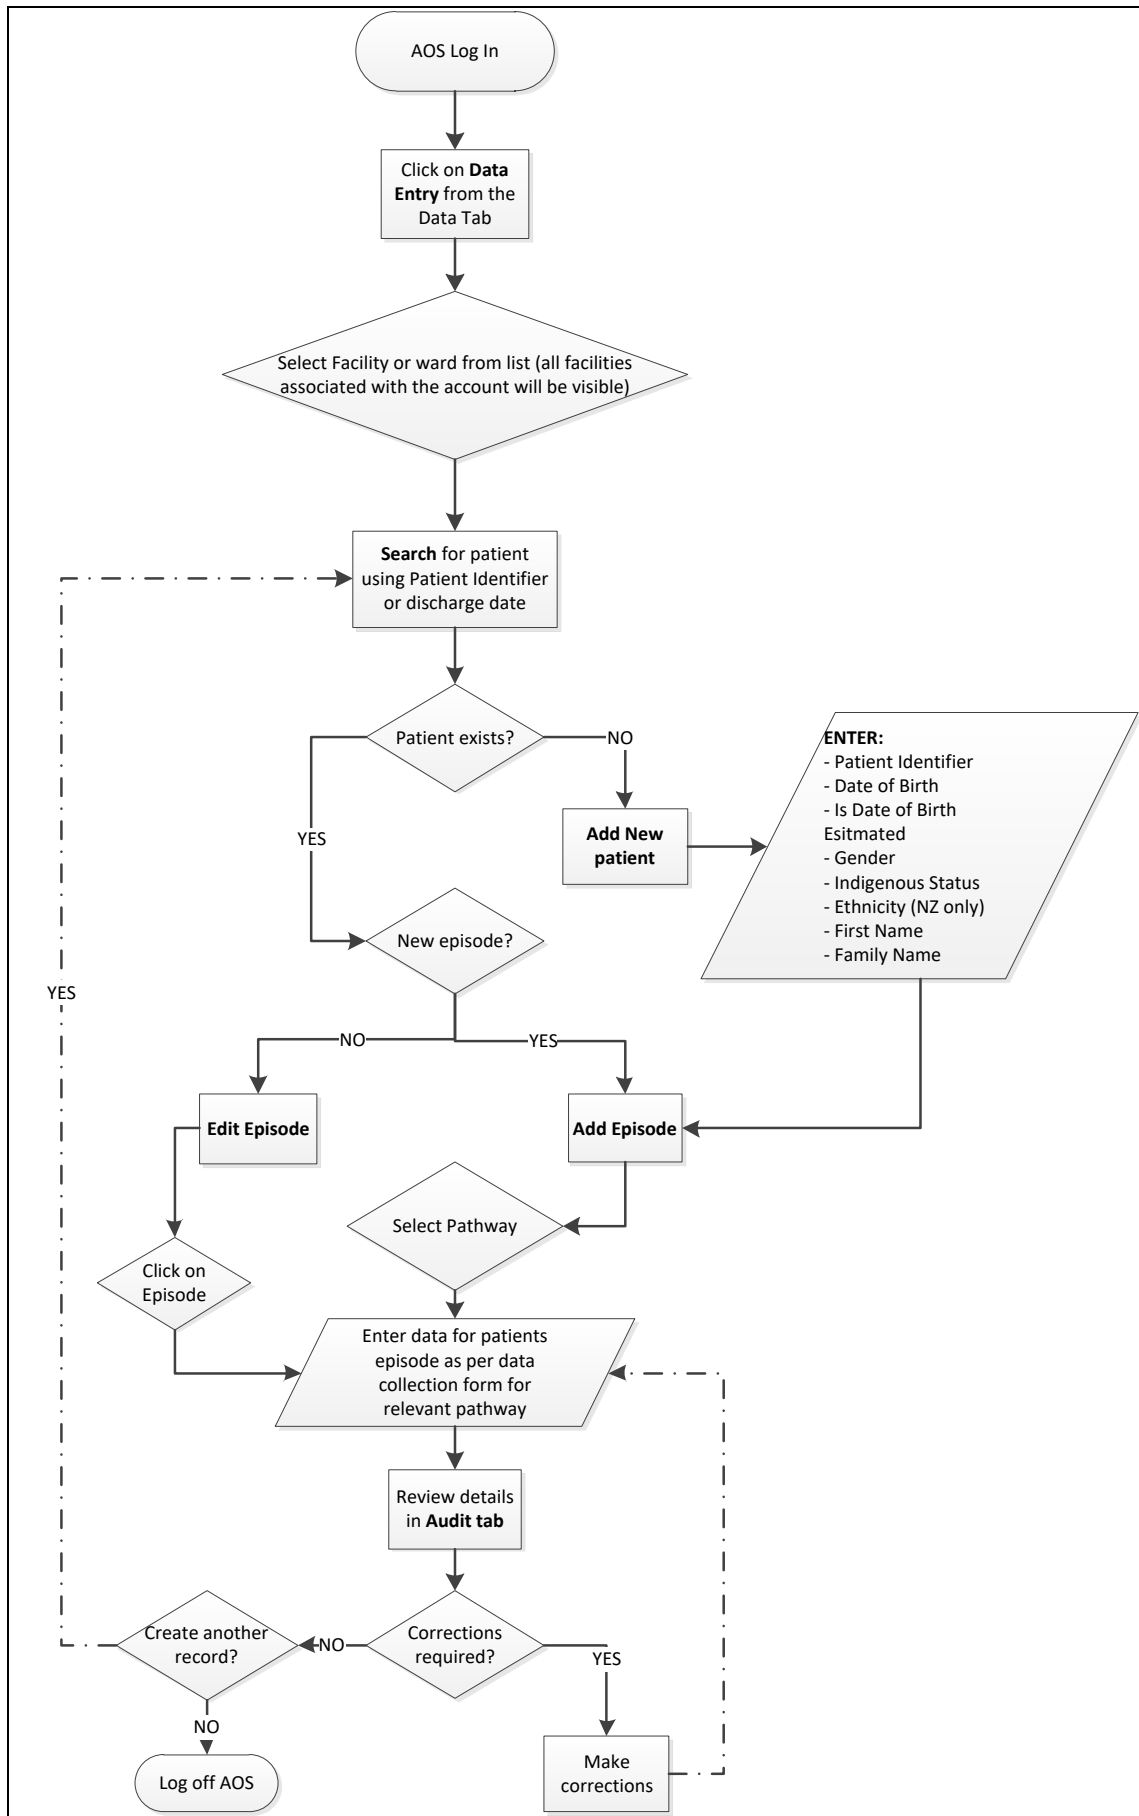 AOS Log In
Click on Data
Entry from the
Data Tab
Select Facility or ward from list (all facilities
associated with the account will be visible)
Search for patient
using Patient Identifier
or discharge date
Patient exists?
NO
YES
Add New
patient
ENTER:
- Patient Identifier
- Date of Birth
- Is Date of Birth
Esitmated
- Gender
- Indigenous Status
- Ethnicity (NZ only)
- First Name
- Family Name
New episode?
YES
NO
YES
Edit Episode
Add Episode
Select Pathway
Click on
Episode
Enter data for patients
episode as per data
collection form for
relevant pathway
Review details
in Audit tab
Create another
record?
NO
Corrections
required?
YES
NO
Log off AOS
Make
corrections